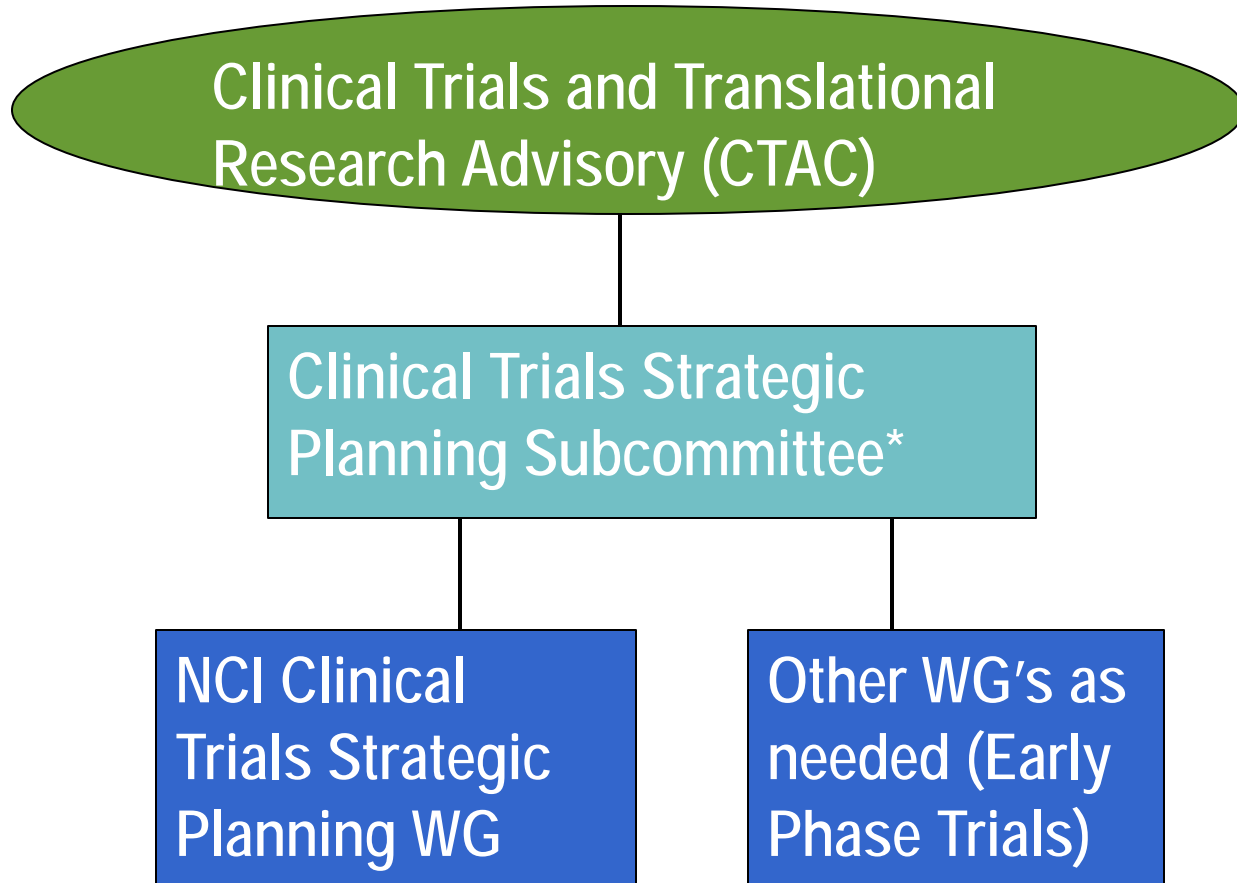 Clinical Trials and Translational
Research Advisory (CTAC)
Clinical Trials Strategic
Planning Subcommittee*
NCI Clinical
Trials Strategic
Planning WG
Other WG's as
needed (Early
Phase Trials)